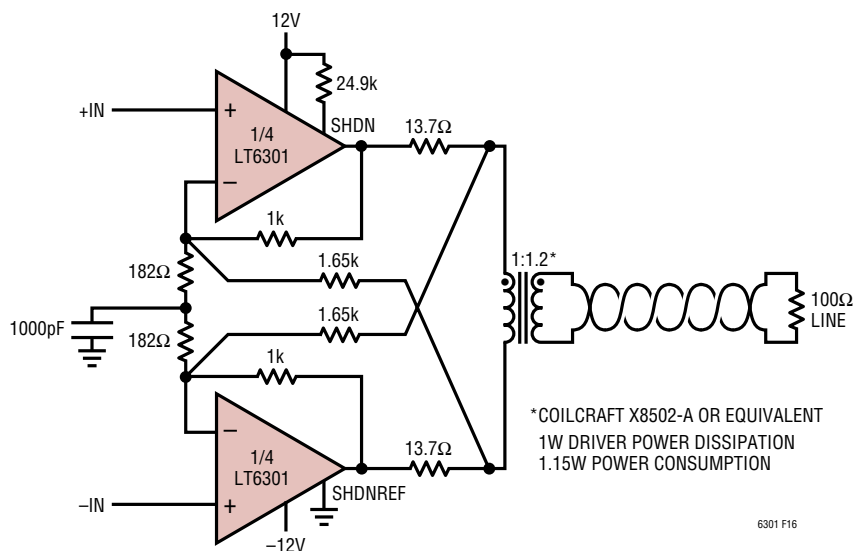 12V
24.9k
+IN
+
SHDN
13.7Ω
1/4
LT6301
–
1k
1:1.2*
182Ω
1.65k
100Ω
LINE
1000pF
1.65k
182Ω
1k
*COILCRAFT X8502-A OR EQUIVALENT
1W DRIVER POWER DISSIPATION
1.15W POWER CONSUMPTION
–
1/4
LT6301
13.7Ω
SHDNREF
–IN
+
–12V
6301 F16